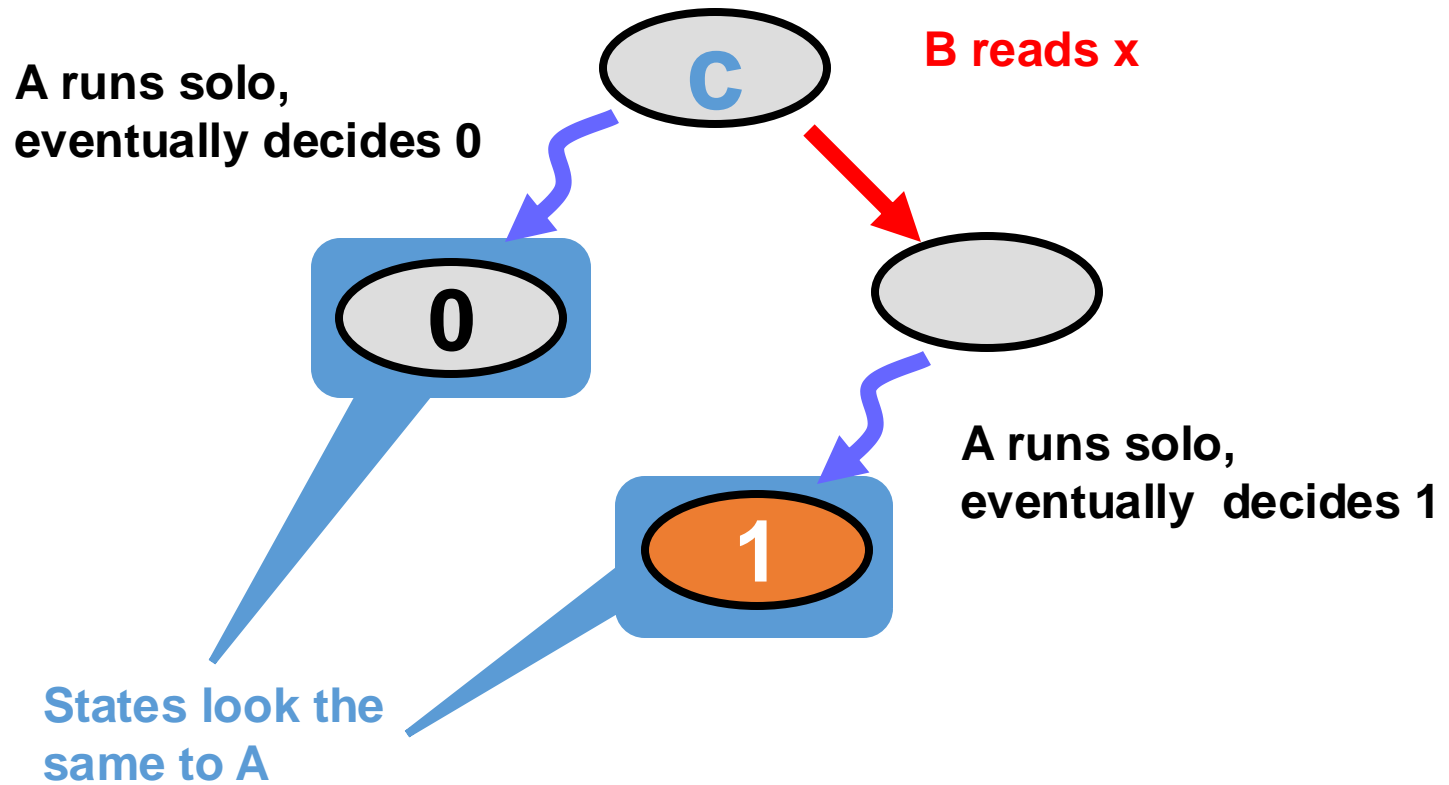 A runs solo,
eventually decides 0
c
B reads x
0
A runs solo,
eventually decides 1
1
States look the
same to A